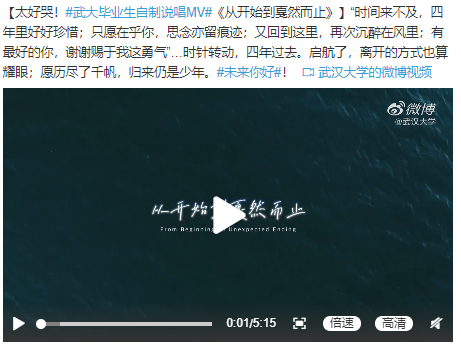 【太好哭！#武大毕业生自制说唱MV#《从开始到戛然而止》】“时间来不及，四
年里好好珍惜；只愿在乎你，思念亦留痕迹；又回到这里，再次沉醉在风里；有
最好的你，谢谢赐于我这勇气”…时针转动，四年过去。启航了，离开的方式也算
耀眼；愿历尽了千帆，归来仍是少年。#未来你好#！ 武汉大学的微博视频
微博
@武汉大学
从开始到戛然而止
From Beginning to Unexpected Ending
0:01/5:15 倍速 高清